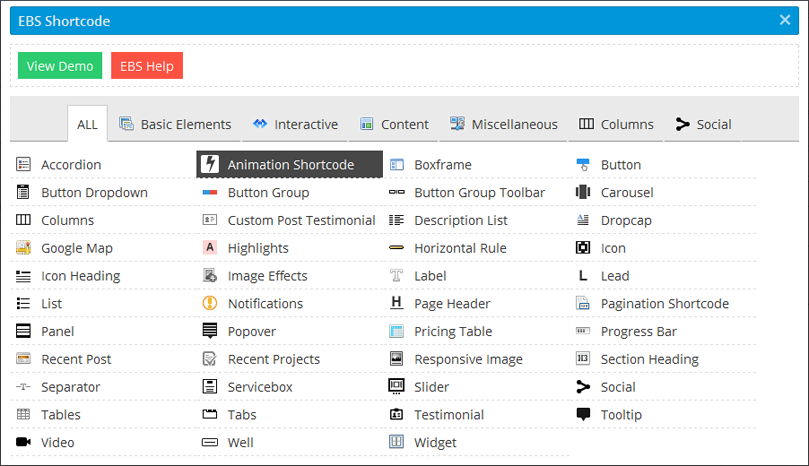 EBS Shortcode
View Demo EBS Help
ALL Basic Elements Interactive Content Miscellaneous Columns Social
Accordion Animation Shortcode Boxframe Button
Button Dropdown Button Group Button Group Toolbar Carousel
Columns Custom Post Testimonial Description List Dropcap
Google Map Highlights Horizontal Rule Icon
Icon Heading Image Effects Label Lead
List Notifications Page Header Pagination Shortcode
Panel Popover Pricing Table Progress Bar
Recent Post Recent Projects Responsive Image Section Heading
Separator Servicebox Slider Social
Tables Tabs Testimonial Tooltip
Video Well Widget